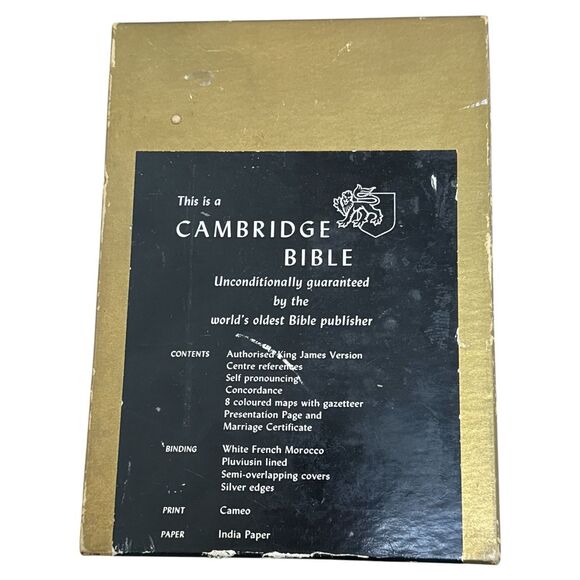 This is a
CAMBRIDGE
BIBLE
Unconditionally guaranteed
by the
world's oldest Bible publisher
CONTENTS Authorised King James Version
Centre references
Self pronouncing
Concordance
8 coloured maps with gazetteer
Presentation Page and
Marriage Certificate
BINDING White French Morocco
Pluviusin lined
Semi-overlapping covers
Silver edges
PRINT Cameo
PAPER India Paper